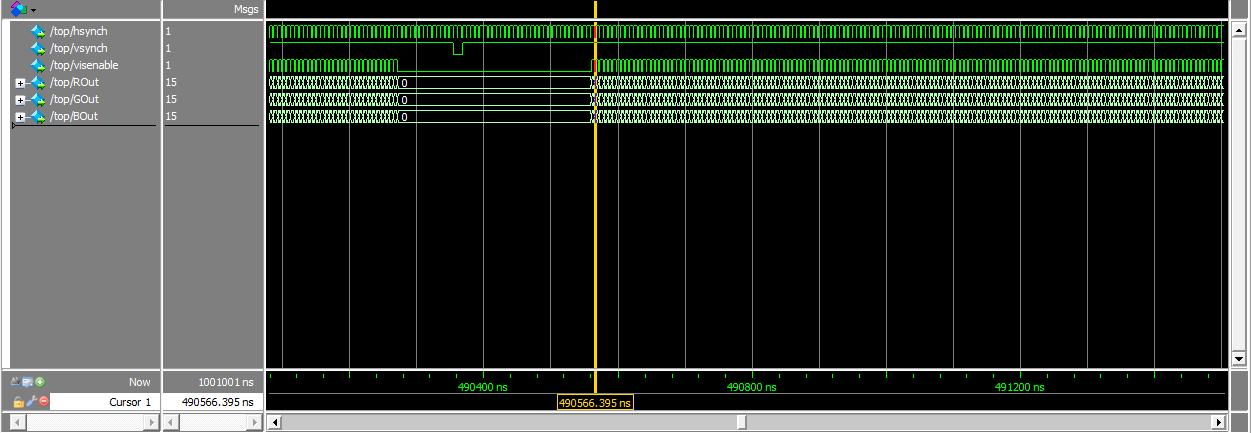 Msgs
/top/hsynch 1
/top/vsynch 1
/top/visenable 1
/top/ROut 15 0
/top/GOut 15 0
/top/BOut 15 0
Now 1001001 ns 490400 ns 490800 ns 491200 ns
Cursor 1 490566.395 ns 490566.395 ns